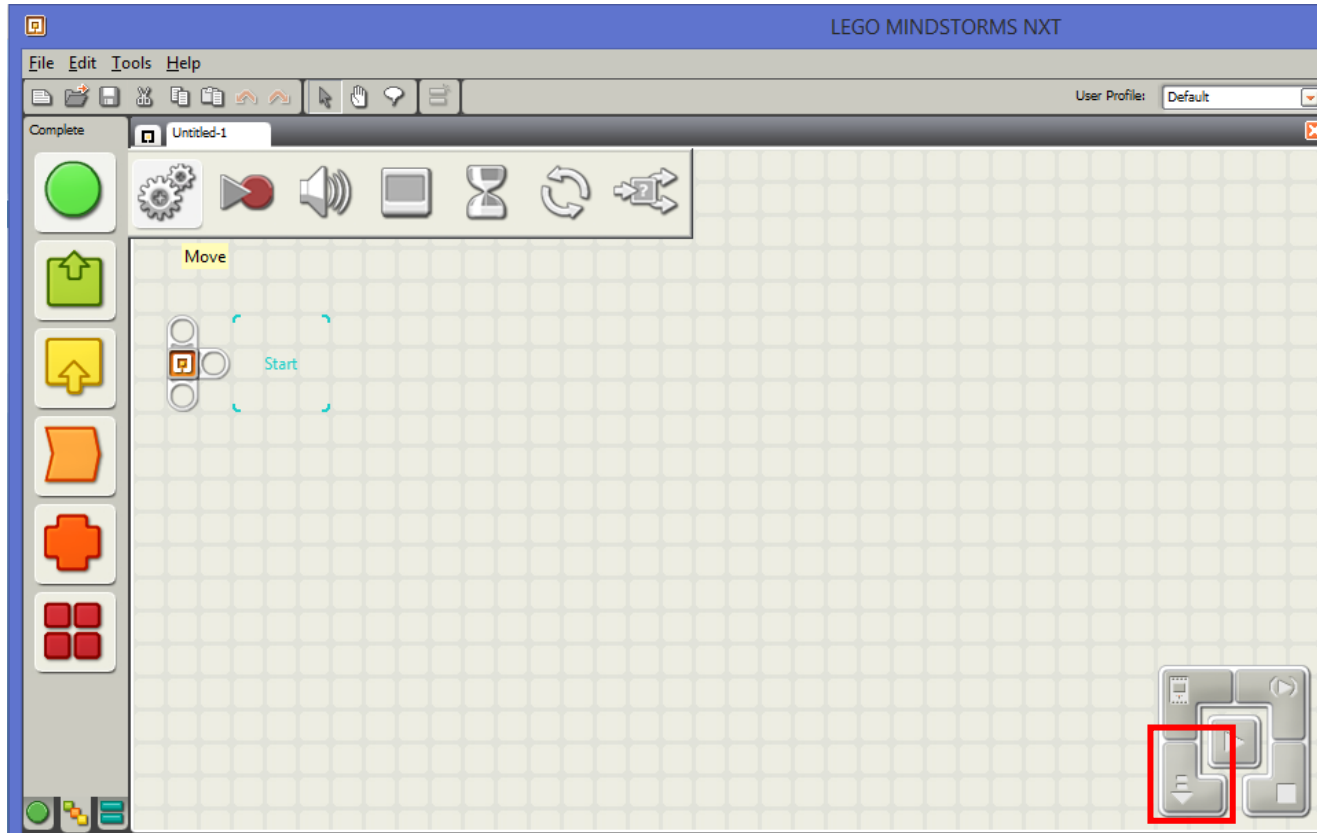 LEGO MINDSTORMS NXT
File Edit Tools Help
User Profile: Default
Complete
Untitled-1
Move
Start